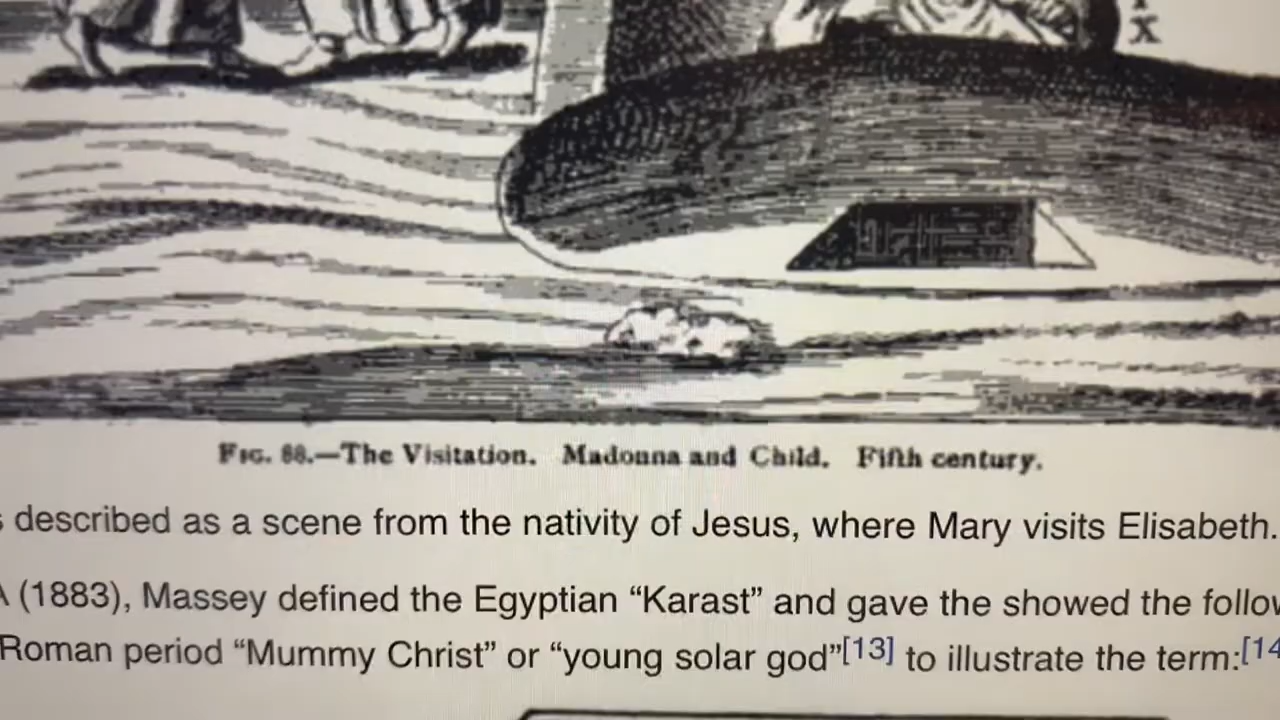 X
Fig. 88.—The Visitation. Madonna and Child. Fifth century.
described as a scene from the nativity of Jesus, where Mary visits Elisabeth.
(1883), Massey defined the Egyptian “Karast” and gave the showed the follow
Roman period “Mummy Christ” or “young solar god”[13] to illustrate the term:[14